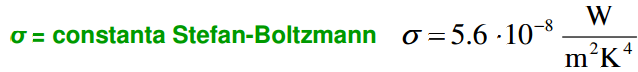 σ = constanta Stefan-Boltzmann σ = 5.6 ·10⁻⁸ W/m²K⁴